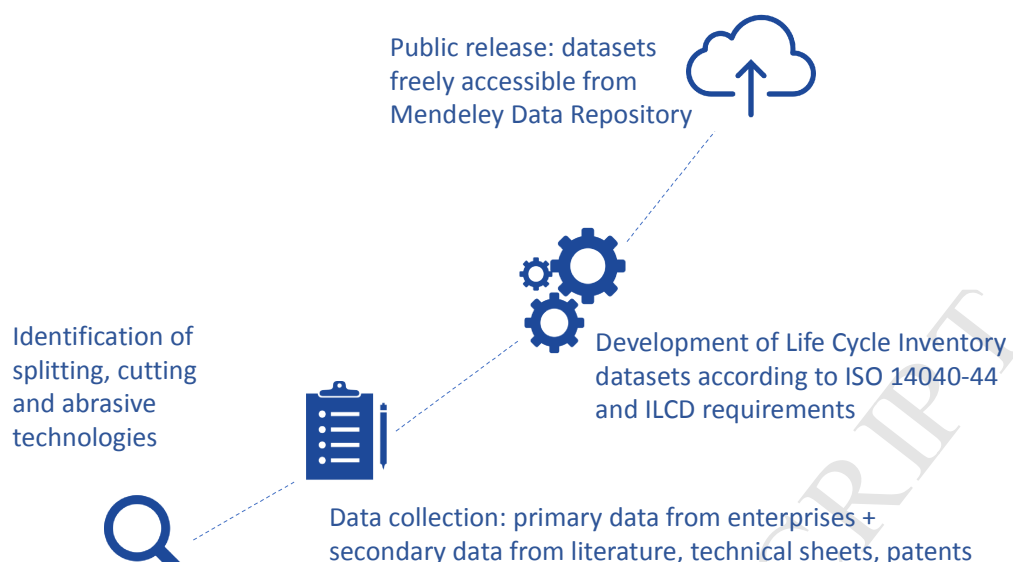 Public release: datasets
freely accessible from
Mendeley Data Repository
Identification of
splitting, cutting
and abrasive
technologies
Development of Life Cycle Inventory
datasets according to ISO 14040-44
and ILCD requirements
Data collection: primary data from enterprises +
secondary data from literature, technical sheets, patents
CRIPT